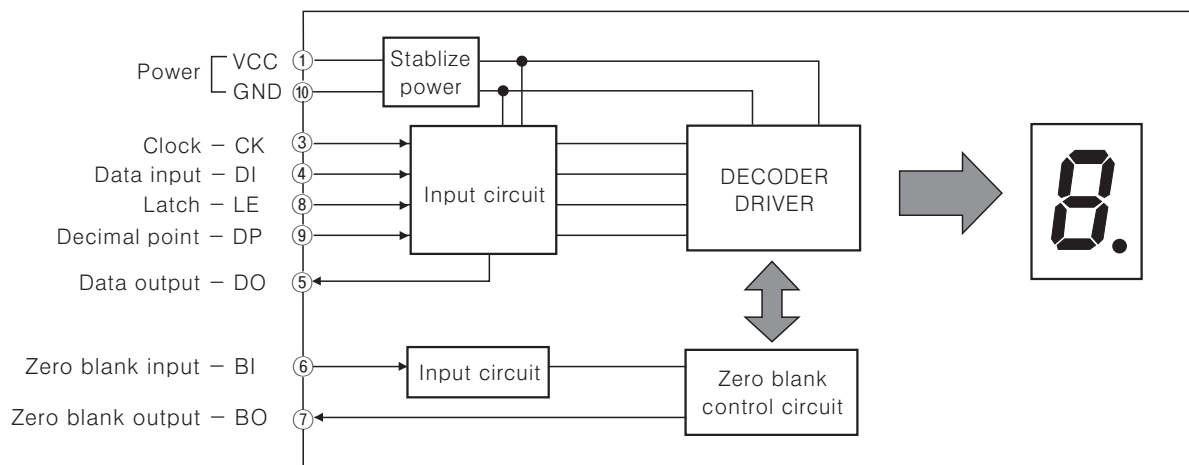 Power
VCC ①
GND ⑩
Stablize
power
Clock – CK ③
Data input – DI ④
Latch – LE ⑧
Decimal point – DP ⑨
Data output – DO ⑤
Input circuit
DECODER
DRIVER
8.
Zero blank input – BI ⑥
Zero blank output – BO ⑦
Input circuit
Zero blank
control circuit